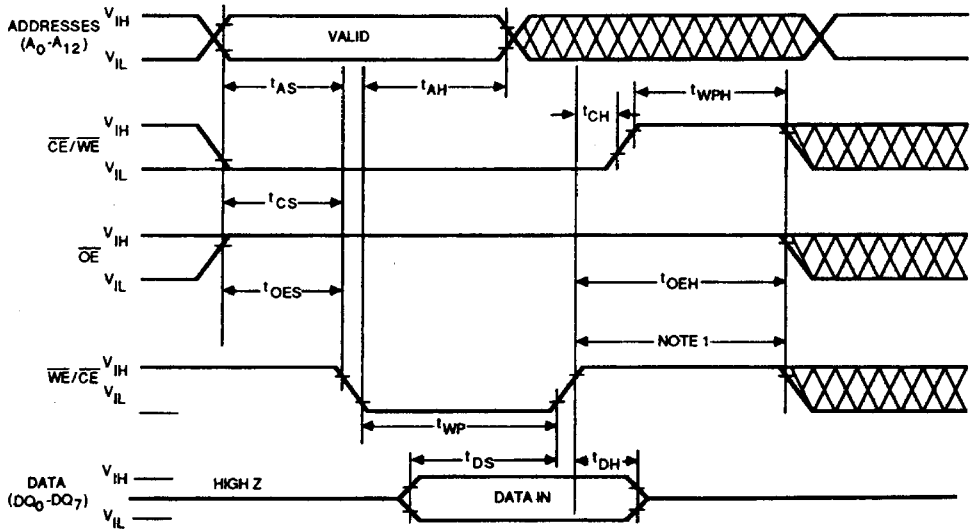 ADDRESSES
(A0-A12)
VIH
VIL
VALID
tAS
tAH
tWPH
tCH
CE/WE
VIH
VIL
tCS
OE
VIH
VIL
tOES
tOEH
NOTE 1
WE/CE
VIH
VIL
tWP
tDS
tDH
DATA
(DQ0-DQ7)
VIH
VIL
HIGH Z
DATA IN